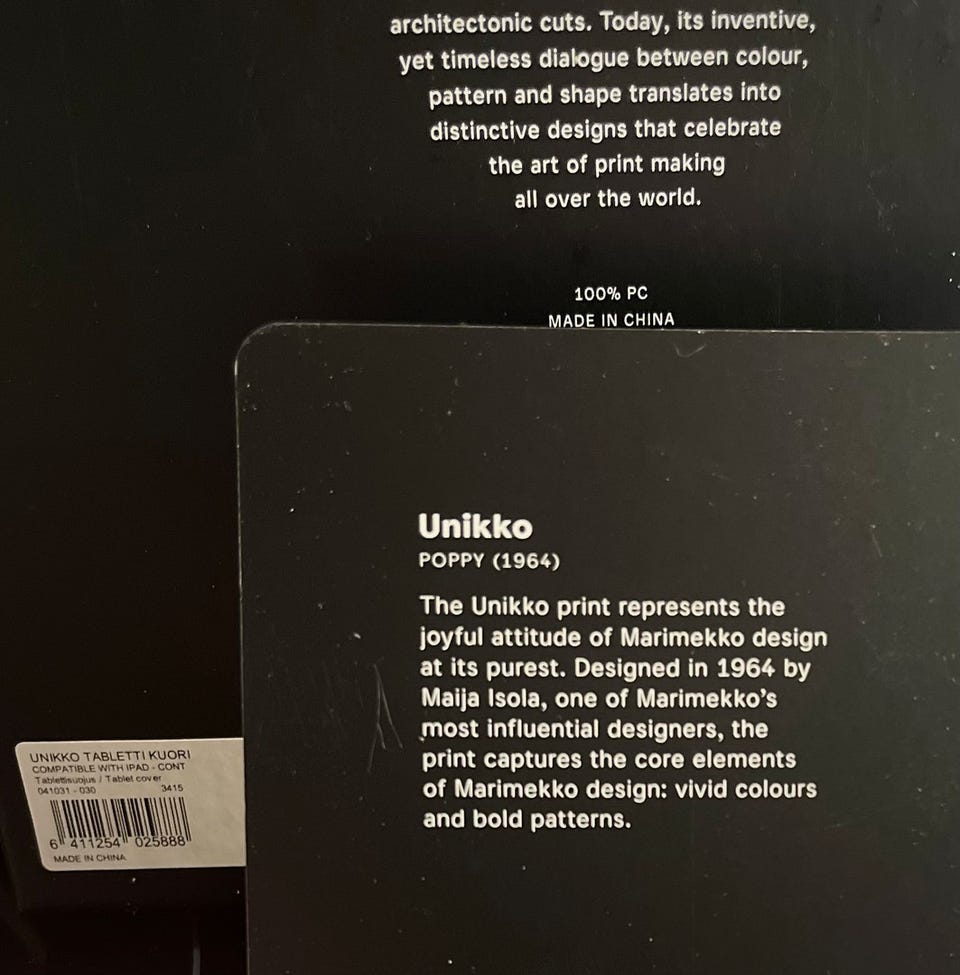 architectonic cuts. Today, its inventive,
yet timeless dialogue between colour,
pattern and shape translates into
distinctive designs that celebrate
the art of print making
all over the world.
100% PC
MADE IN CHINA
Unikko
POPPY (1964)
The Unikko print represents the
joyful attitude of Marimekko design
at its purest. Designed in 1964 by
Maija Isola, one of Marimekko's
most influential designers, the
print captures the core elements
of Marimekko design: vivid colours
and bold patterns.
UNIKKO TABLETTI KUORI
COMPATIBLE WITH IPAD - CONT
Tablettisuojus / Tablet cover
041031 - 030 3415
6 411254 025888
MADE IN CHINA